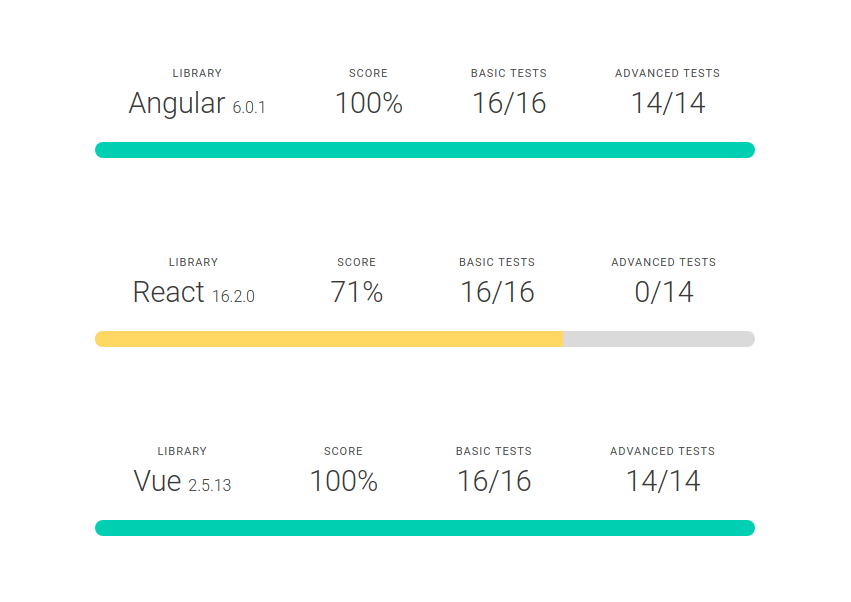 LIBRARY SCORE BASIC TESTS ADVANCED TESTS
Angular 6.0.1 100% 16/16 14/14
LIBRARY SCORE BASIC TESTS ADVANCED TESTS
React 16.2.0 71% 16/16 0/14
LIBRARY SCORE BASIC TESTS ADVANCED TESTS
Vue 2.5.13 100% 16/16 14/14